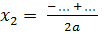 x₂ = (−... + ...)/(2a)